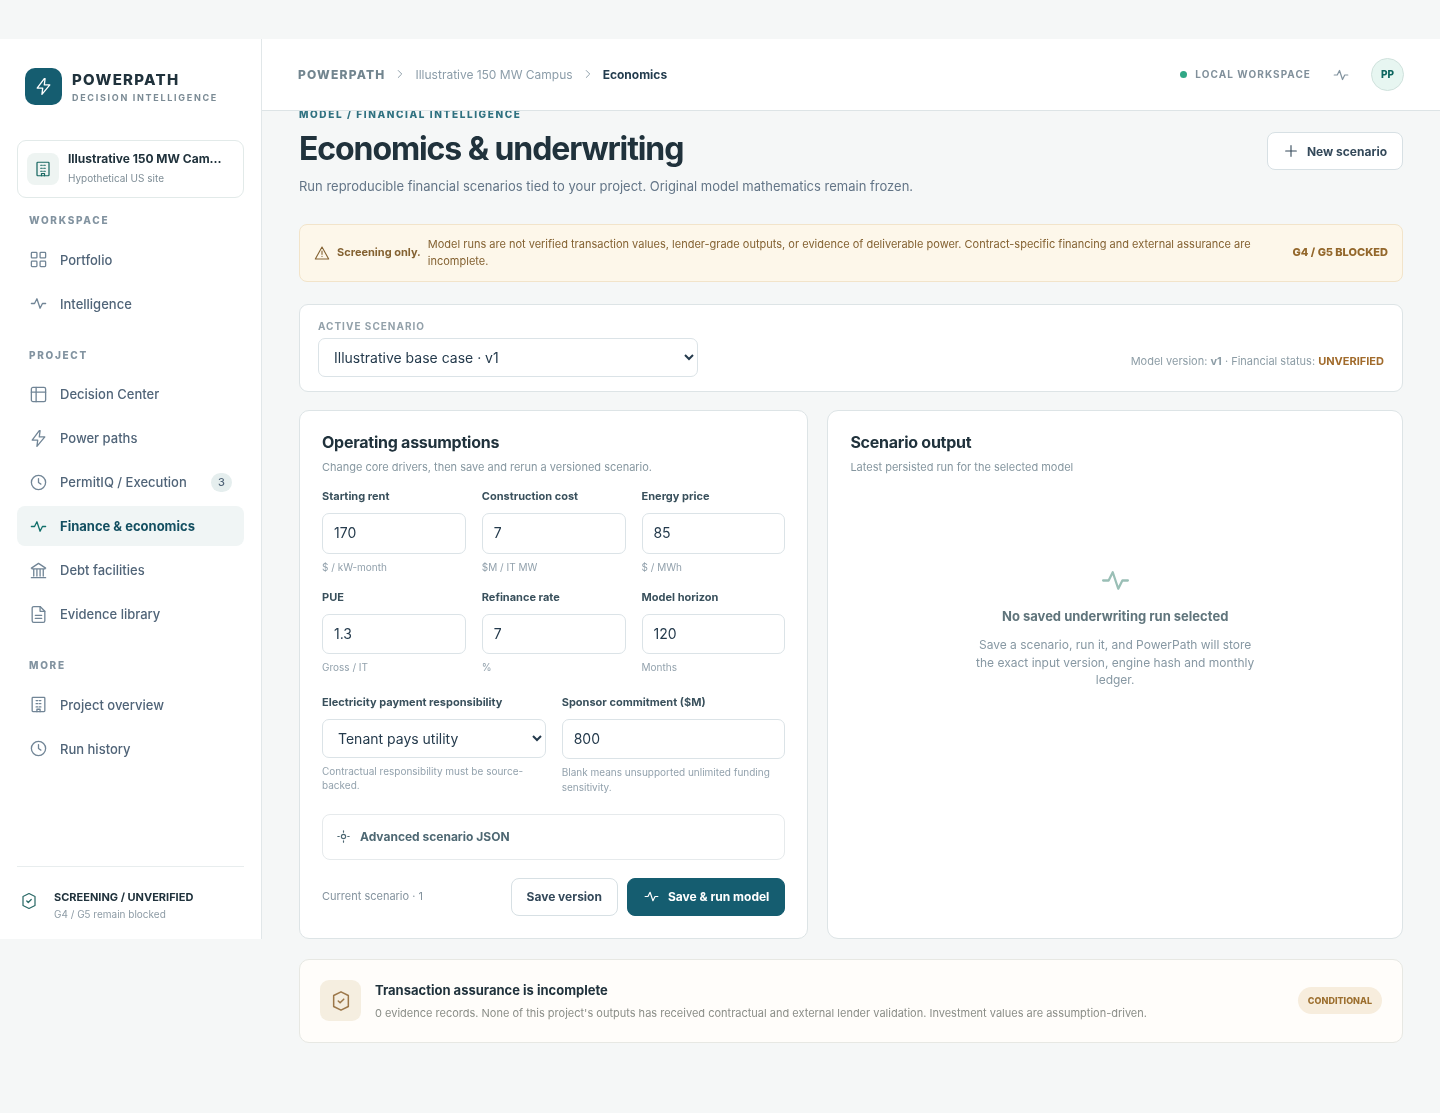 POWERPATH
DECISION INTELLIGENCE
Illustrative 150 MW Cam...
Hypothetical US site
WORKSPACE
Portfolio
Intelligence
PROJECT
Decision Center
Power paths
PermitIQ / Execution 3
Finance & economics
Debt facilities
Evidence library
MORE
Project overview
Run history
SCREENING / UNVERIFIED
G4 / G5 remain blocked
POWERPATH > Illustrative 150 MW Campus > Economics
LOCAL WORKSPACE
PP
MODEL / FINANCIAL INTELLIGENCE
Economics & underwriting
Run reproducible financial scenarios tied to your project. Original model mathematics remain frozen.
New scenario
Screening only.
Model runs are not verified transaction values, lender-grade outputs, or evidence of deliverable power. Contract-specific financing and external assurance are
incomplete.
G4 / G5 BLOCKED
ACTIVE SCENARIO
Illustrative base case · v1
Model version: v1 · Financial status: UNVERIFIED
Operating assumptions
Change core drivers, then save and rerun a versioned scenario.
Starting rent
170
$ / kW-month
Construction cost
7
$M / IT MW
Energy price
85
$ / MWh
PUE
1.3
Gross / IT
Refinance rate
7
%
Model horizon
120
Months
Electricity payment responsibility
Tenant pays utility
Contractual responsibility must be source-
backed.
Sponsor commitment ($M)
800
Blank means unsupported unlimited funding
sensitivity.
Advanced scenario JSON
Current scenario · 1
Save version
Save & run model
Scenario output
Latest persisted run for the selected model
No saved underwriting run selected
Save a scenario, run it, and PowerPath will store
the exact input version, engine hash and monthly
ledger.
Transaction assurance is incomplete
0 evidence records. None of this project's outputs has received contractual and external lender validation. Investment values are assumption-driven.
CONDITIONAL